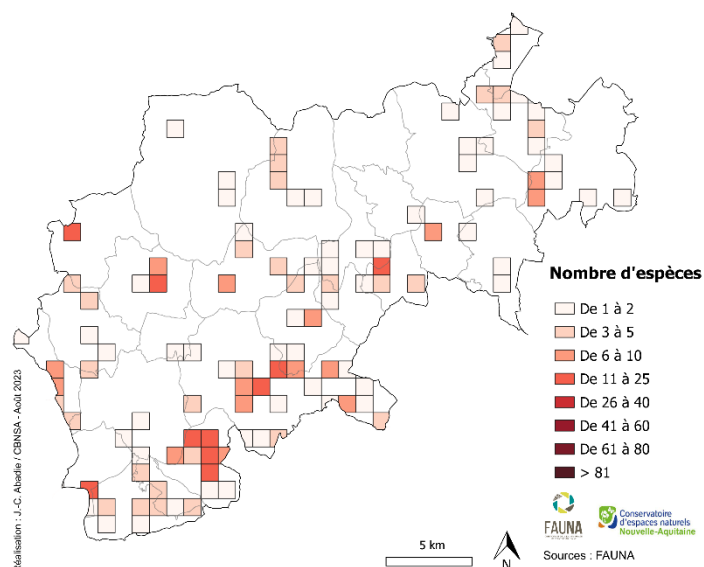 Nombre d'espèces
De 1 à 2
De 3 à 5
De 6 à 10
De 11 à 25
De 26 à 40
De 41 à 60
De 61 à 80
> 81
FAUNA
Conservatoire
d'espaces naturels
Nouvelle-Aquitaine
5 km
Sources : FAUNA
Réalisation : J.-C. Abadie / CBNSA - Août 2023